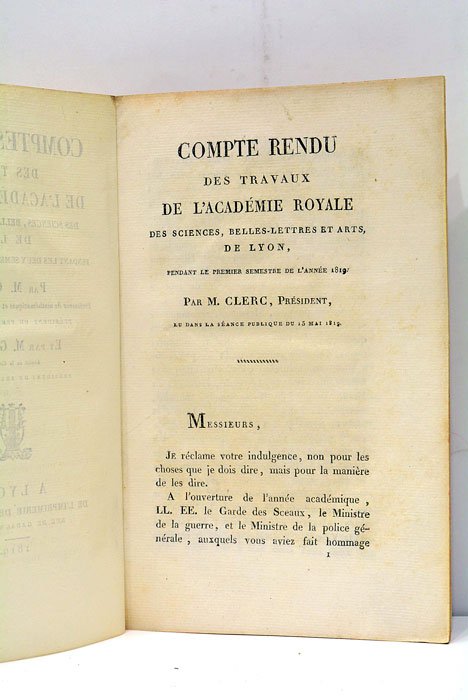 COMPTE RENDU
DES TRAVAUX
DE L'ACADÉMIE ROYALE
DES SCIENCES, BELLES-LETTRES ET ARTS,
DE LYON,
PENDANT LE PREMIER SEMESTRE DE L'ANNÉE 1819,
PAR M. CLERC, PRÉSIDENT,
LU DANS LA SÉANCE PUBLIQUE DU 13 MAI 1819.
MESSIEURS,
JE réclame votre indulgence, non pour les
choses que je dois dire, mais pour la manière
de les dire.
A l'ouverture de l'année académique,
LL. EE. le Garde des Sceaux, le Ministre
de la guerre, et le Ministre de la police gé-
nérale, auxquels vous aviez fait hommage
1